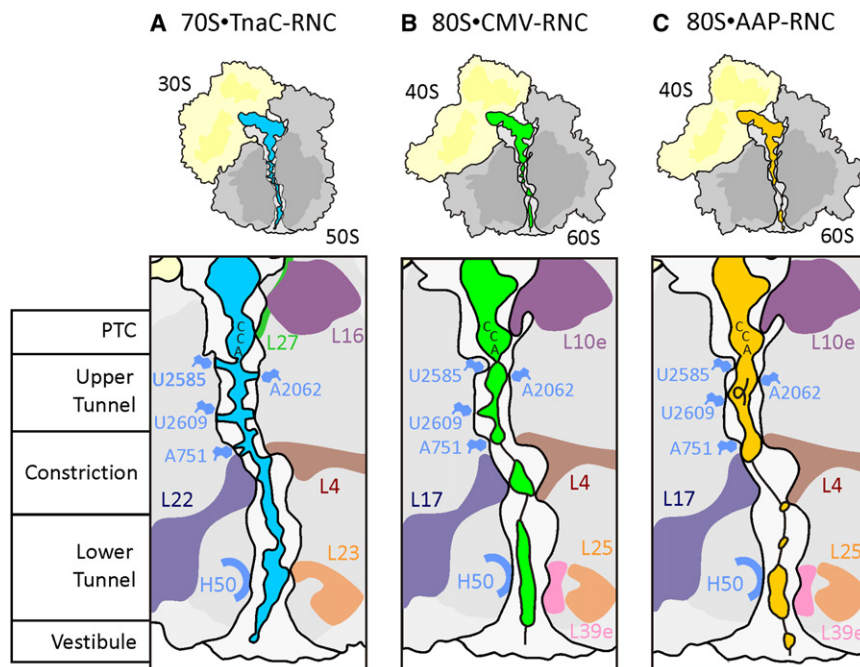 A 70S•TnaC-RNC
B 80S•CMV-RNC
C 80S•AAP-RNC
30S
50S
40S
60S
40S
60S
PTC
Upper
Tunnel
Constriction
Lower
Tunnel
Vestibule
C
C
A
L27
L16
U2585
A2062
U2609
A751
L4
L22
L23
H50
C
C
A
L10e
U2585
A2062
U2609
A751
L4
L17
L25
H50
L39e
C
C
A
L10e
U2585
A2062
U2609
A751
L4
L17
L25
H50
L39e